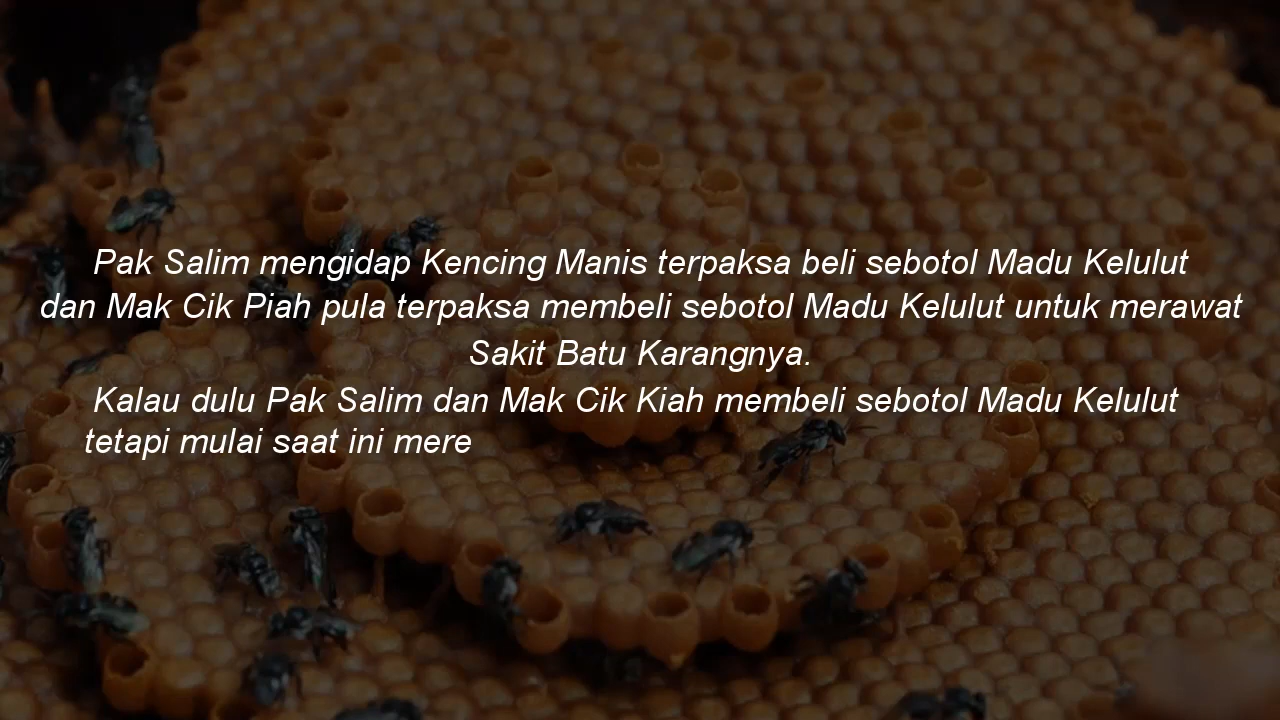 Pak Salim mengidap Kencing Manis terpaksa beli sebotol Madu Kelulut
dan Mak Cik Piah pula terpaksa membeli sebotol Madu Kelulut untuk merawat
Sakit Batu Karangnya.
Kalau dulu Pak Salim dan Mak Cik Kiah membeli sebotol Madu Kelulut
tetapi mulai saat ini mere